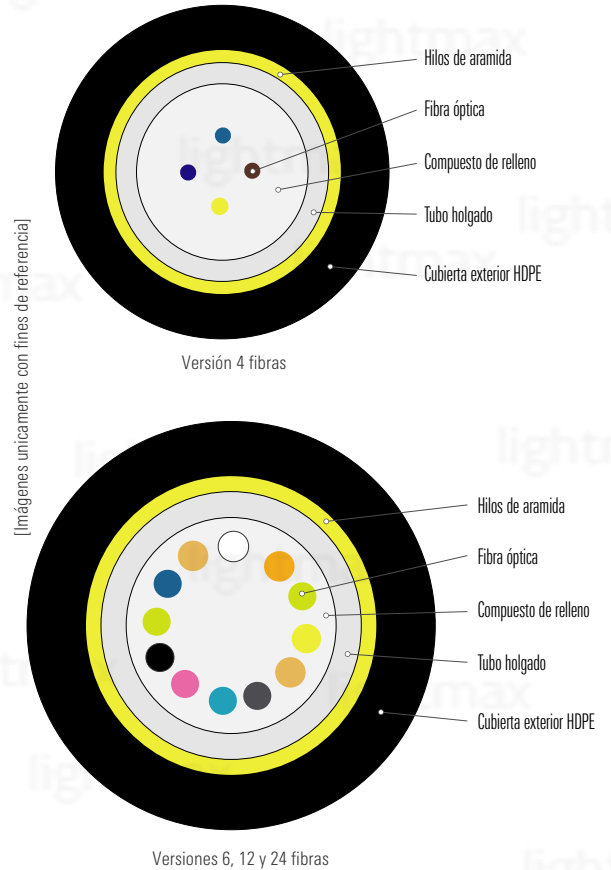 lightmax
Hilos de aramida
Fibra óptica
Compuesto de relleno
Tubo holgado
Cubierta exterior HDPE
Versión 4 fibras
[Imágenes unicamente con fines de referencia]
Hilos de aramida
Fibra óptica
Compuesto de relleno
Tubo holgado
Cubierta exterior HDPE
Versiones 6, 12 y 24 fibras